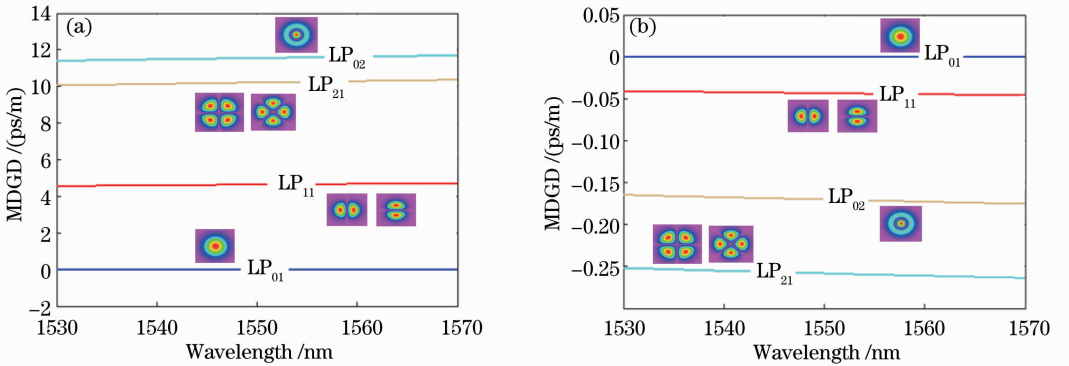 (a)
14
12
10
8
6
4
2
0
−2
MDGD /(ps/m)
LP02
LP21
LP11
LP01
1530
1540
1550
1560
1570
Wavelength /nm
(b)
0.05
0
−0.05
−0.10
−0.15
−0.20
−0.25
MDGD /(ps/m)
LP01
LP11
LP02
LP21
1530
1540
1550
1560
1570
Wavelength /nm